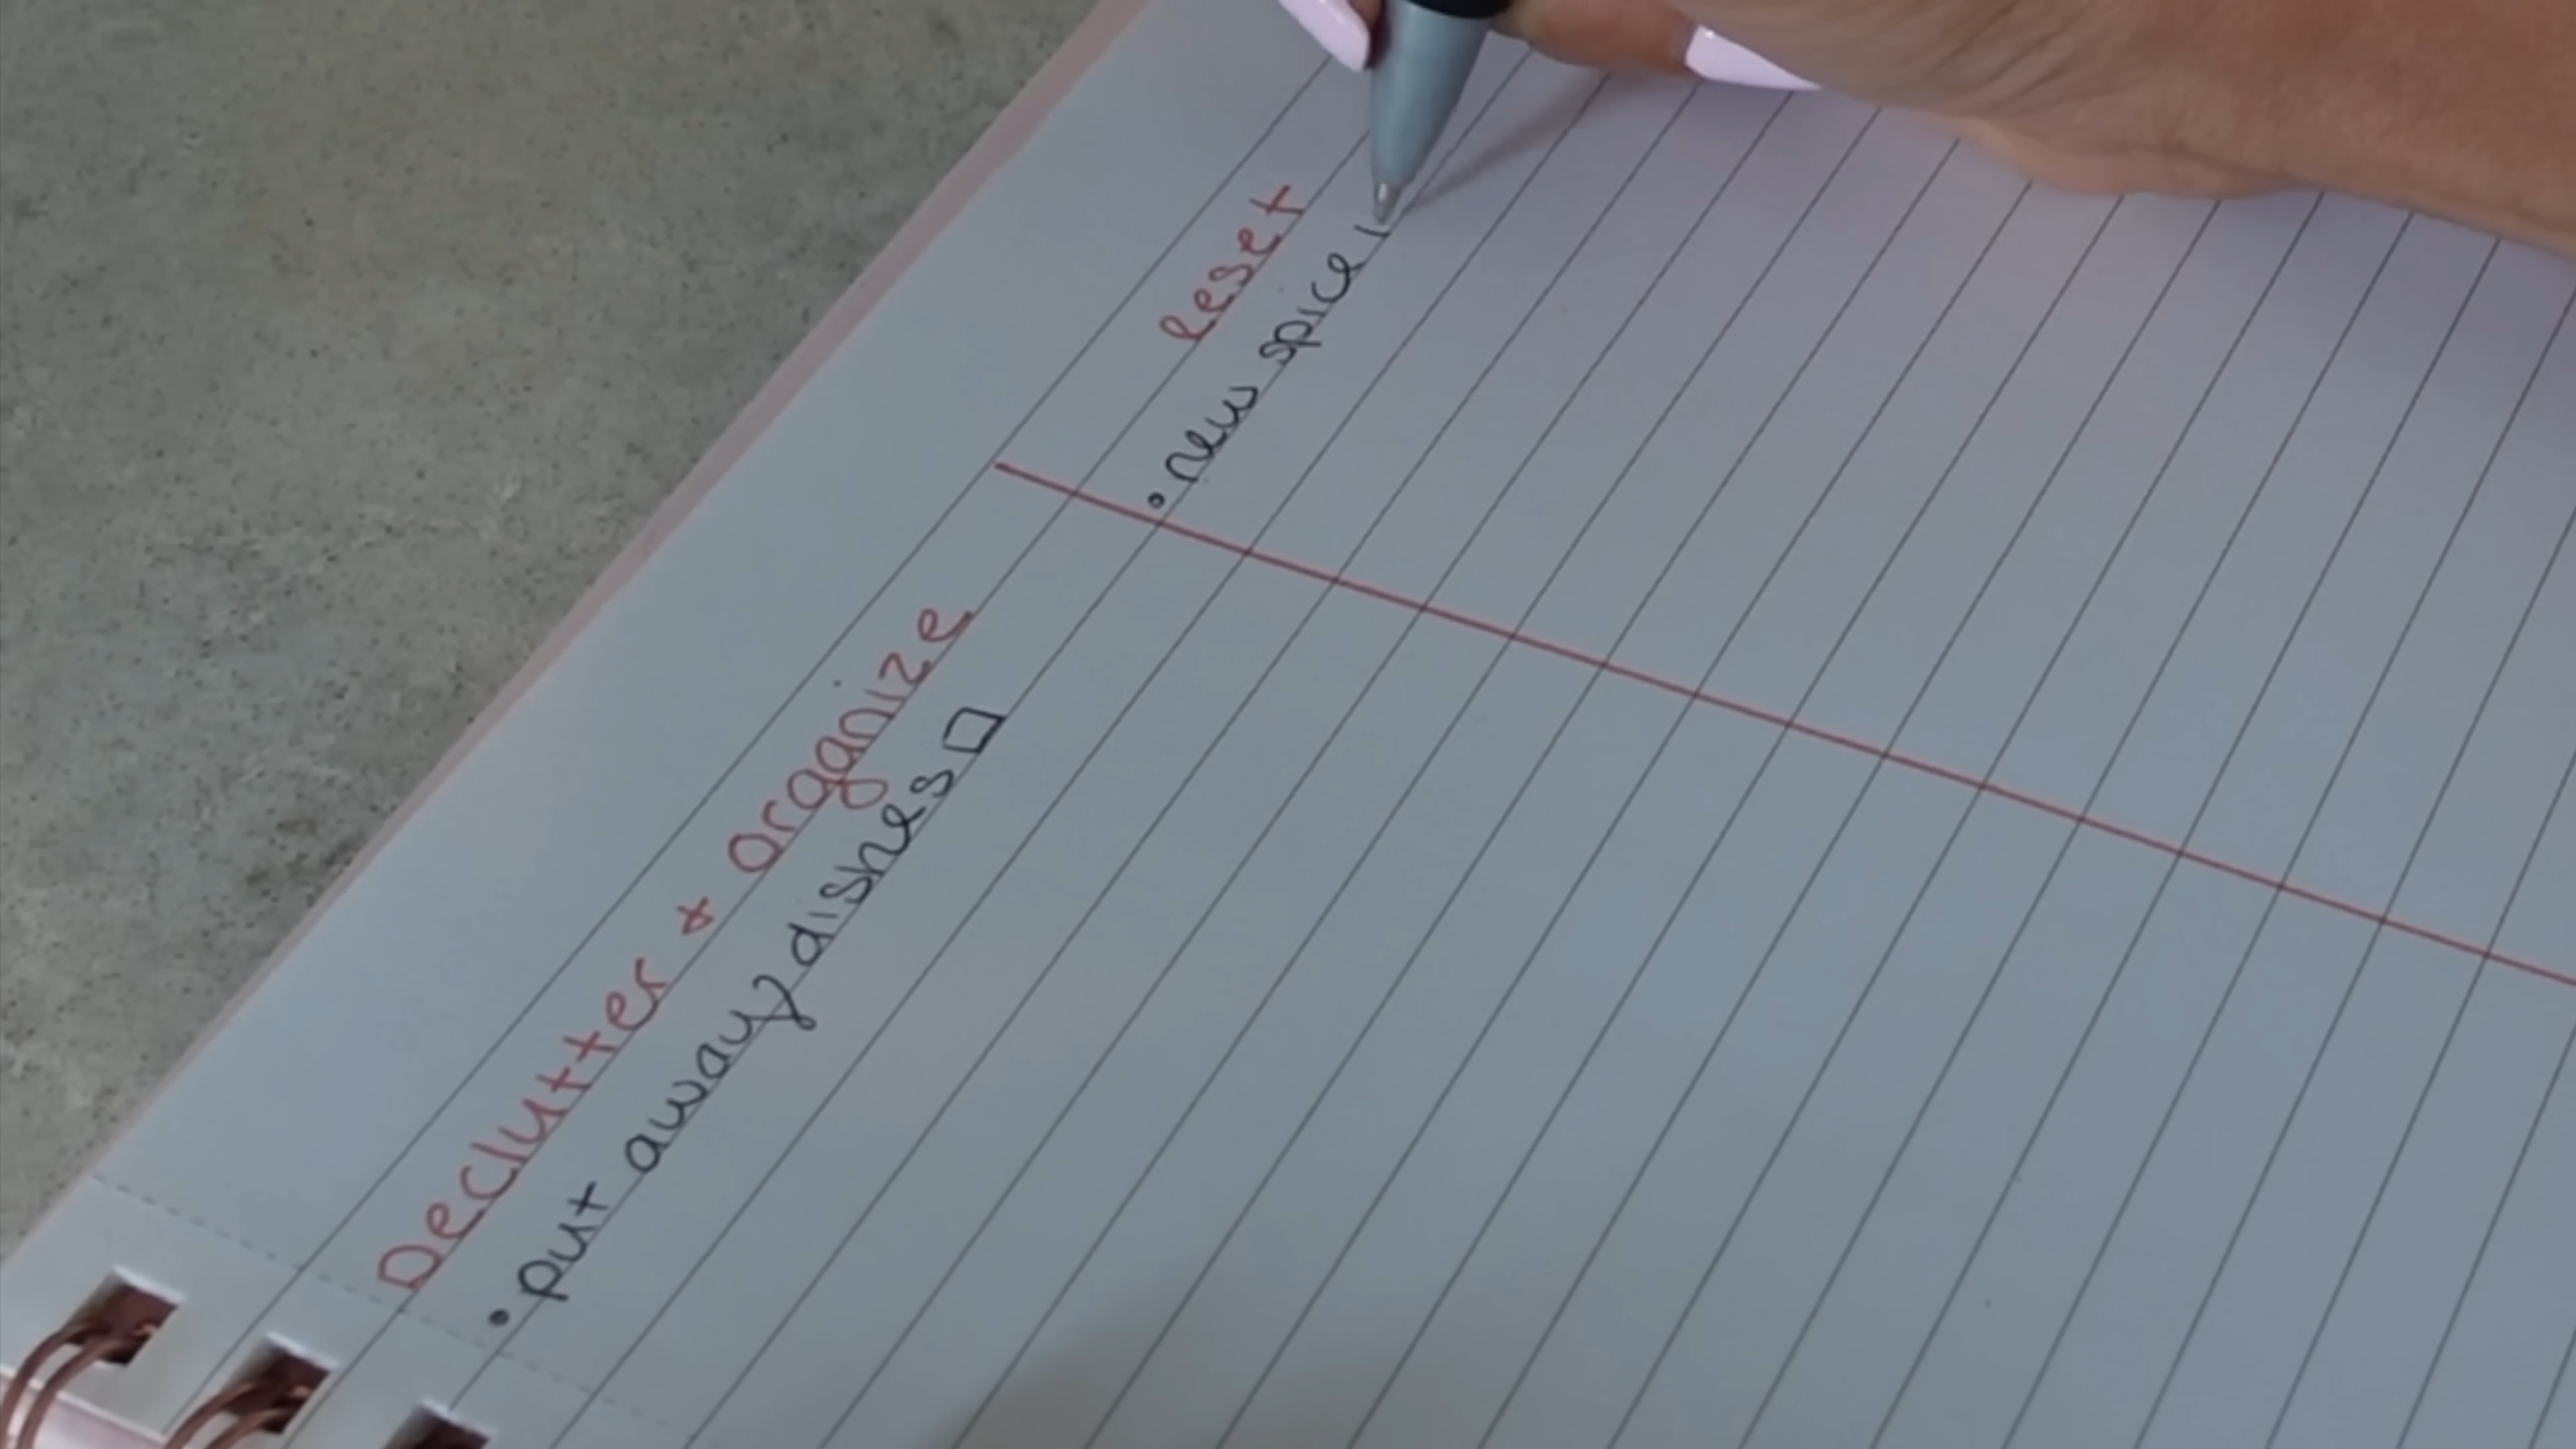 Declutter + Organize
• put away dishes □
Reset
• new spice